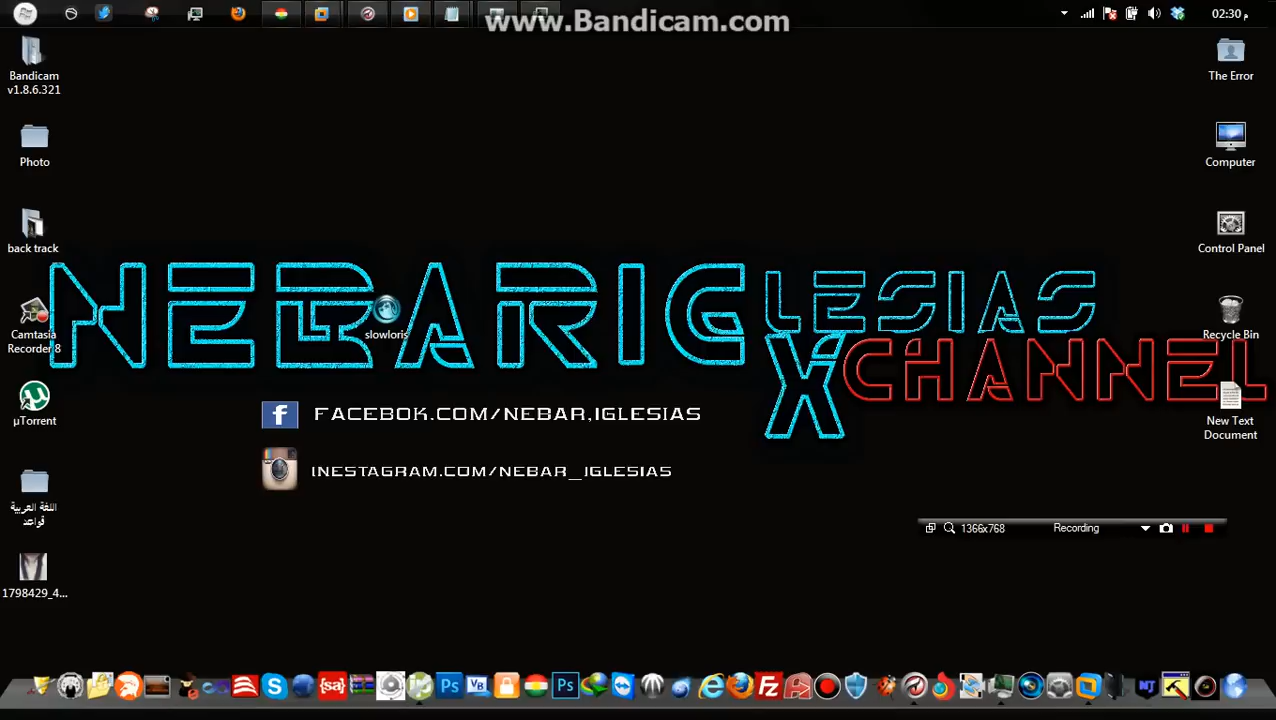 www.Bandicam.com
02:30 م
Bandicam
v1.8.6.321
The Error
Photo
Computer
back track
Control Panel
NEBARIGLESIAS
XCHANNEL
slowloris
Camtasia
Recorder 8
Recycle Bin
µTorrent
FACEBOK.COM/NEBAR,IGLESIAS
New Text
Document
INESTAGRAM.COM/NEBAR_IGLESIAS
اللغة العربية
قواعد
1366x768
Recording
1798429_4...